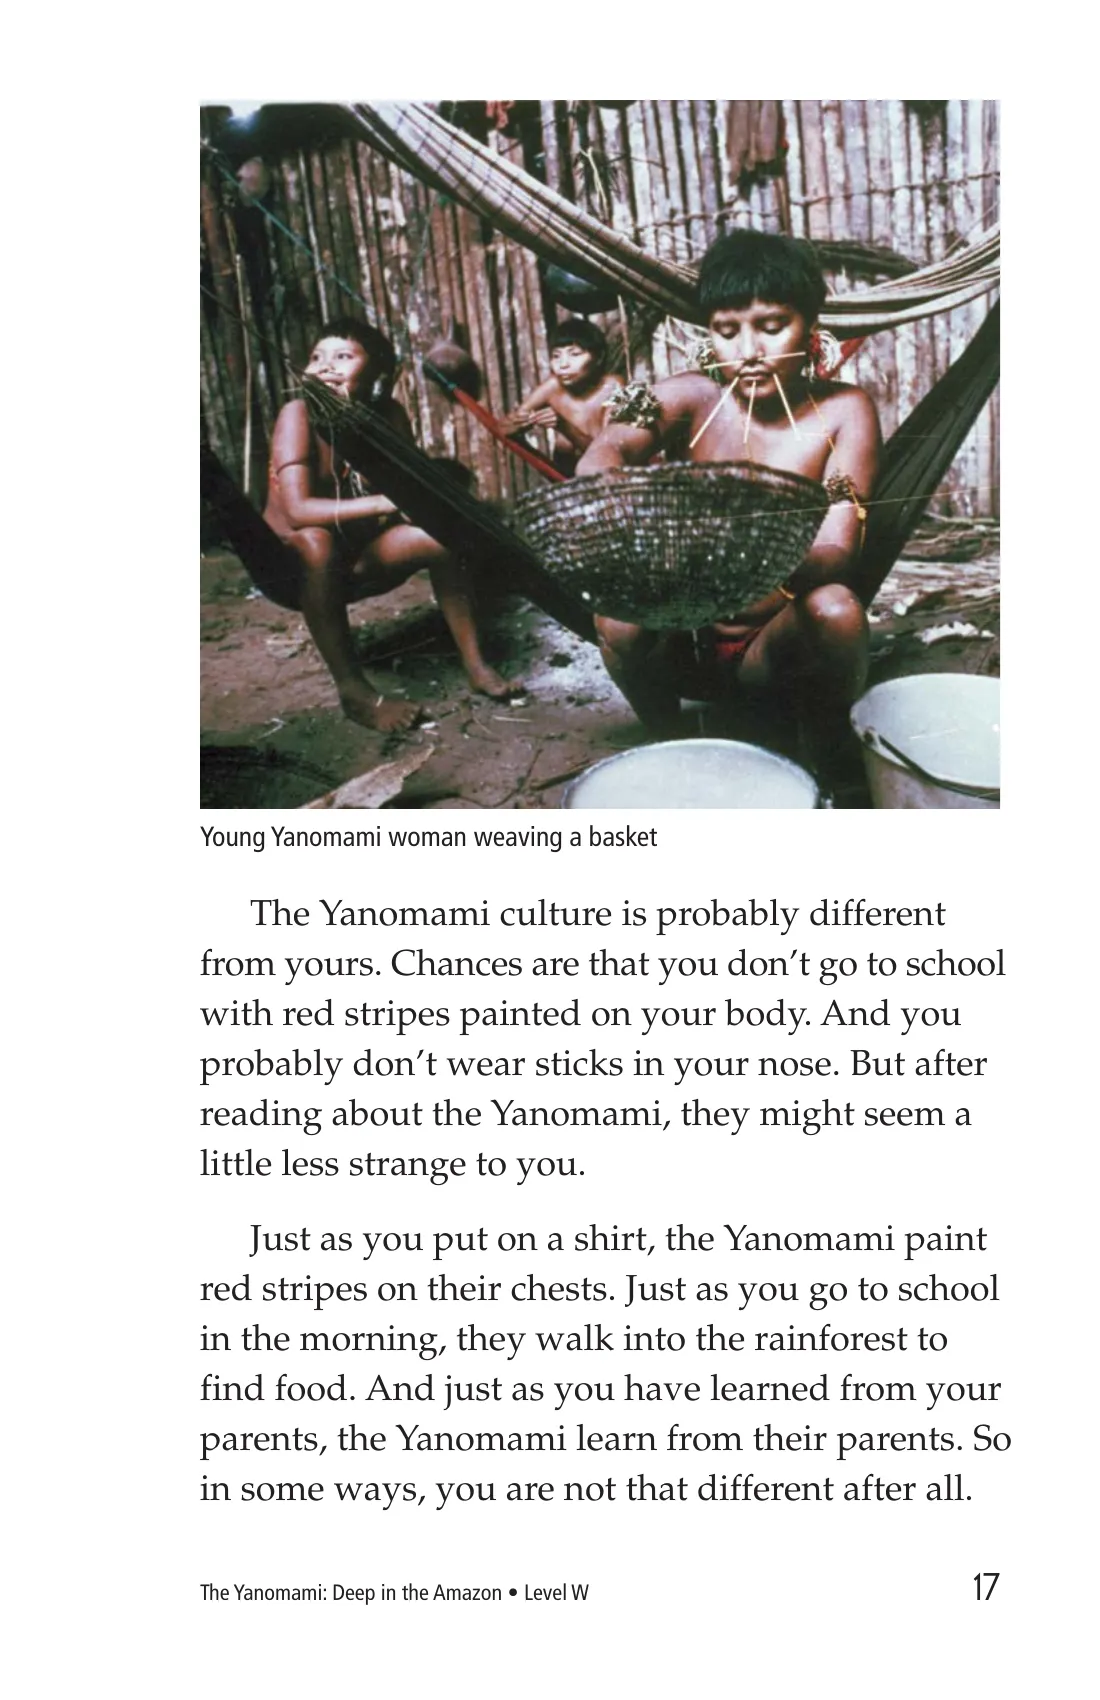 Young Yanomami woman weaving a basket
The Yanomami culture is probably different
from yours. Chances are that you don’t go to school
with red stripes painted on your body. And you
probably don’t wear sticks in your nose. But after
reading about the Yanomami, they might seem a
little less strange to you.
Just as you put on a shirt, the Yanomami paint
red stripes on their chests. Just as you go to school
in the morning, they walk into the rainforest to
find food. And just as you have learned from your
parents, the Yanomami learn from their parents. So
in some ways, you are not that different after all.
The Yanomami: Deep in the Amazon • Level W 17